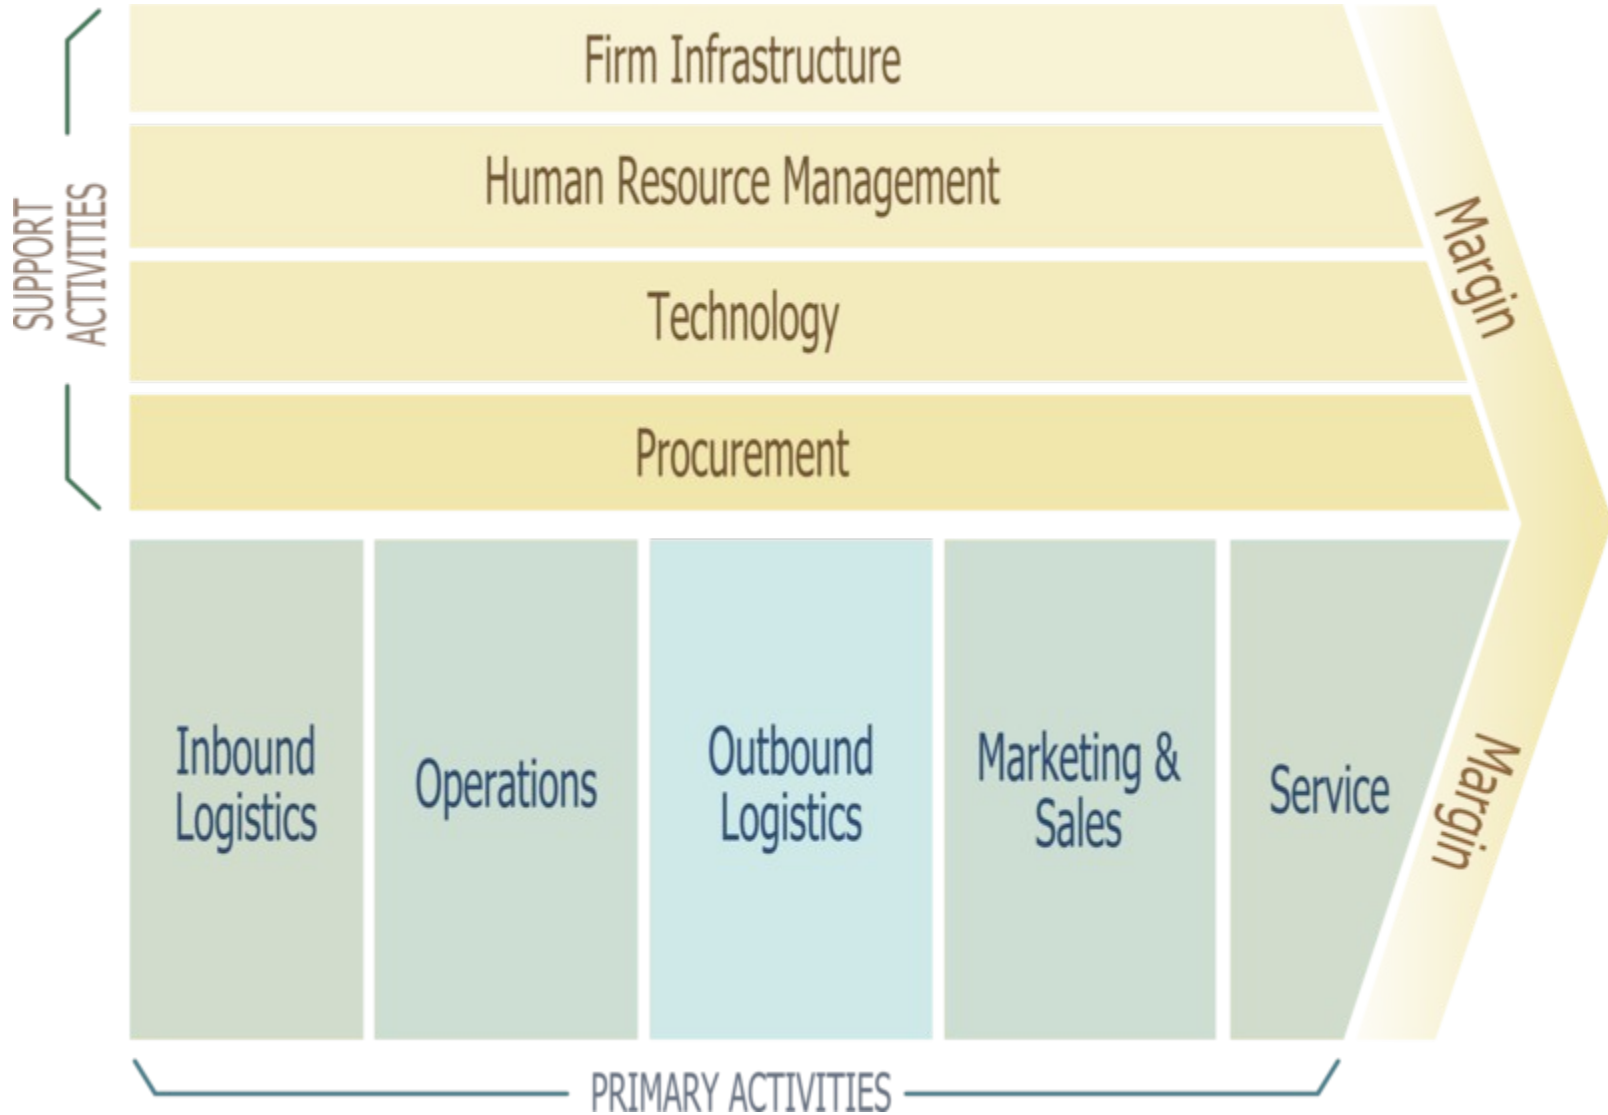 Firm Infrastructure
Human Resource Management
Technology
Procurement
SUPPORT
ACTIVITIES
Margin
Inbound
Logistics
Operations
Outbound
Logistics
Marketing &
Sales
Service
Margin
PRIMARY ACTIVITIES